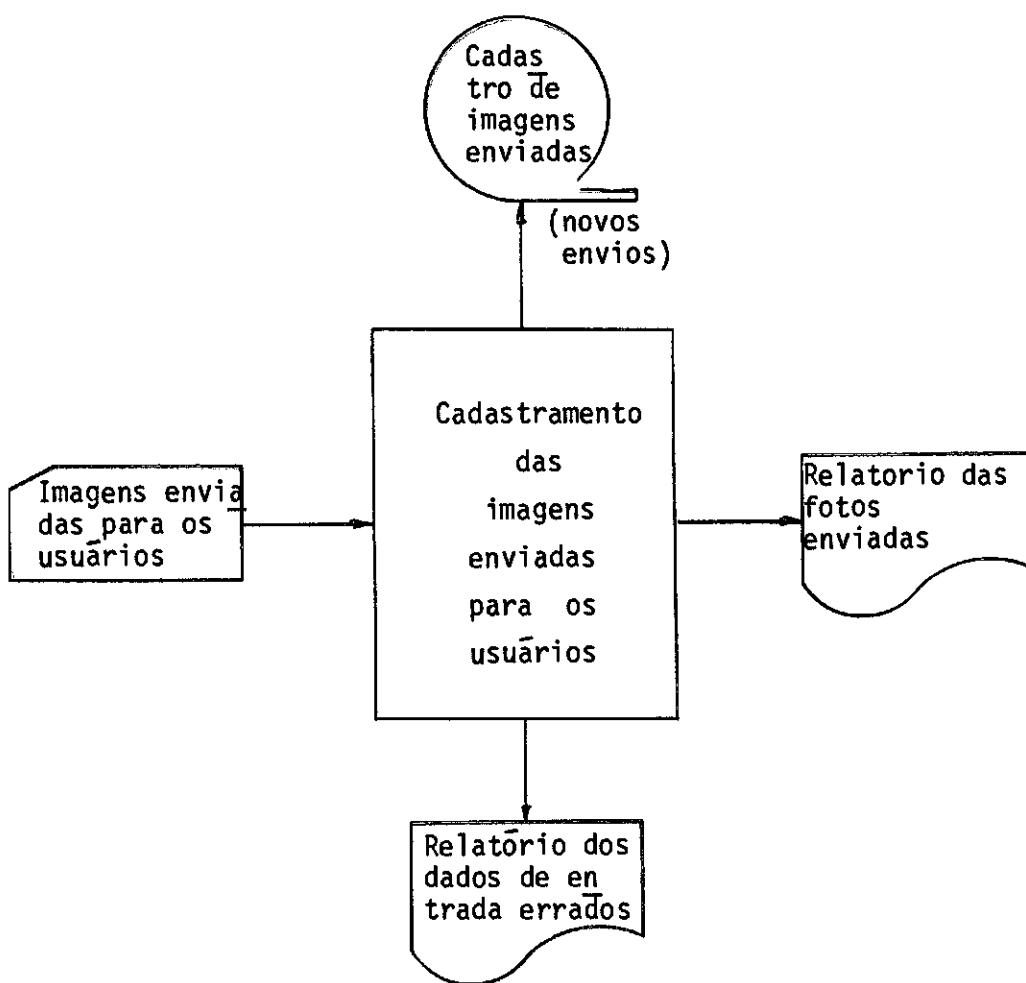 Cadas
tro de
imagens
enviadas
(novos
envios)
Cadastramento
das
imagens
enviadas
para os
usuários
Imagens envia
das para os
usuários
Relatorio das
fotos
enviadas
Relatório dos
dados de en
trada errados